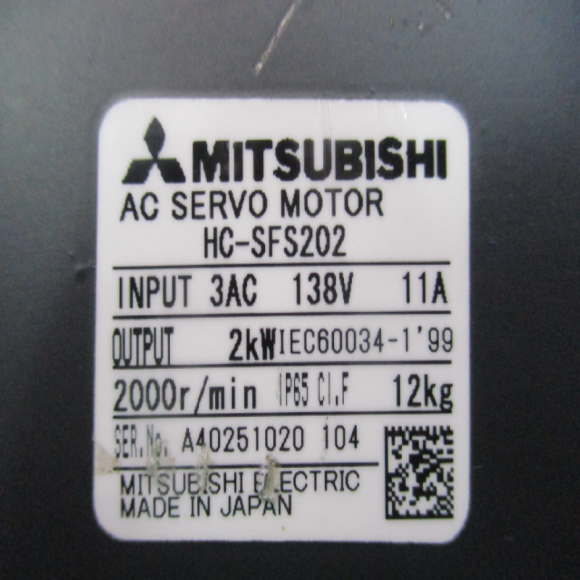 MITSUBISHI
AC SERVO MOTOR
HC-SFS202
INPUT 3AC 138V 11A
OUTPUT 2kW IEC60034-1'99
2000r/min IP65 CI.F 12kg
SER.No. A40251020 104
MITSUBISHI ELECTRIC
MADE IN JAPAN